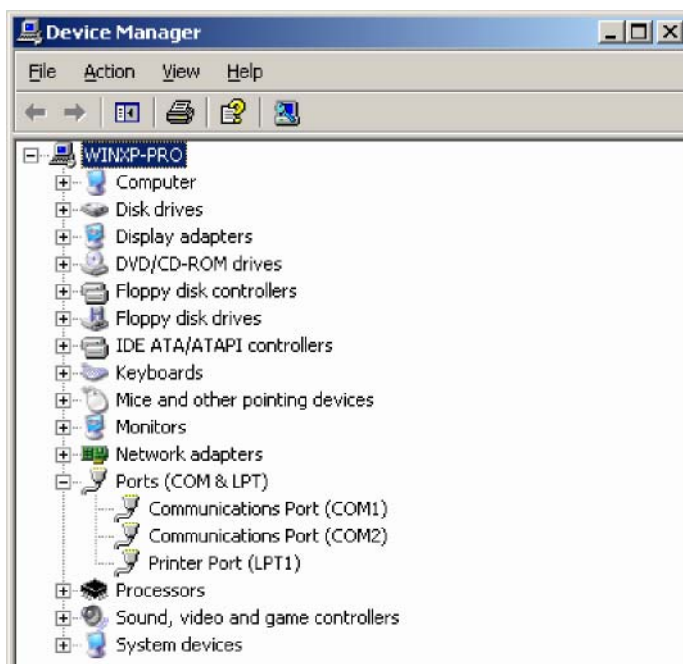 Device Manager
File Action View Help
WINXP-PRO
Computer
Disk drives
Display adapters
DVD/CD-ROM drives
Floppy disk controllers
Floppy disk drives
IDE ATA/ATAPI controllers
Keyboards
Mice and other pointing devices
Monitors
Network adapters
Ports (COM & LPT)
Communications Port (COM1)
Communications Port (COM2)
Printer Port (LPT1)
Processors
Sound, video and game controllers
System devices